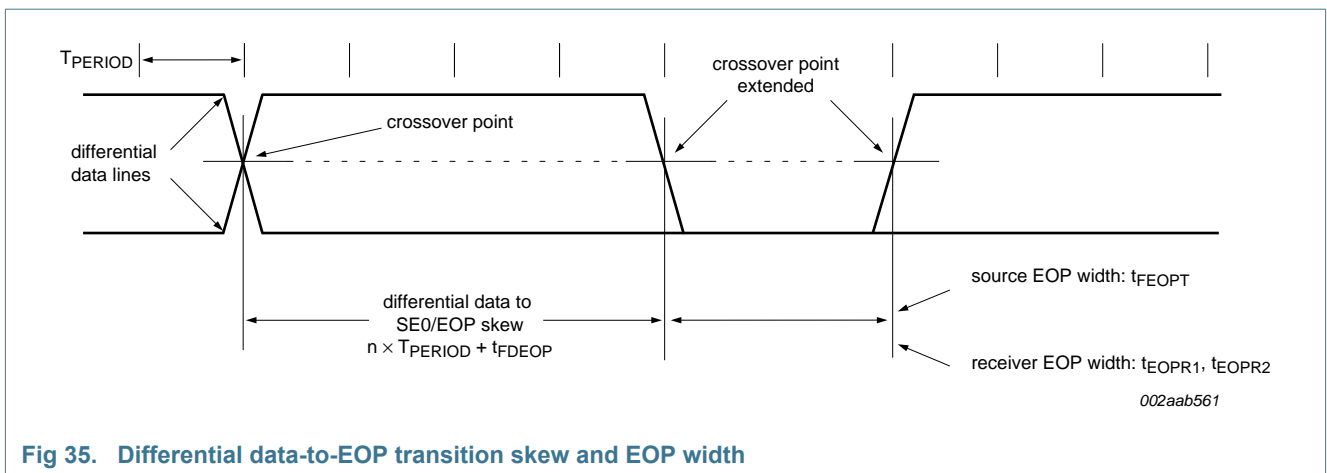 TPERIOD
crossover point
extended
crossover point
differential
data lines
differential data to
SE0/EOP skew
n × TPERIOD + tFDEOP
source EOP width: tFEOPT
receiver EOP width: tEOPR1, tEOPR2
002aab561
Fig 35. Differential data-to-EOP transition skew and EOP width